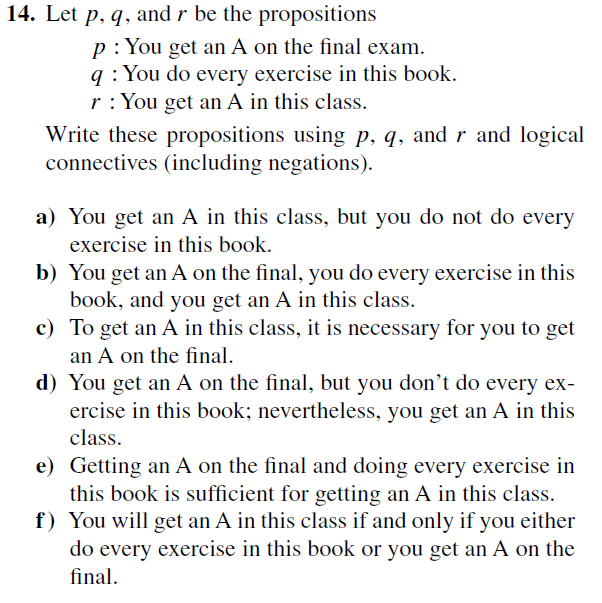 14. Let p, q, and r be the propositions
p : You get an A on the final exam.
q : You do every exercise in this book.
r : You get an A in this class.
Write these propositions using p, q, and r and logical
connectives (including negations).
a) You get an A in this class, but you do not do every
exercise in this book.
b) You get an A on the final, you do every exercise in this
book, and you get an A in this class.
c) To get an A in this class, it is necessary for you to get
an A on the final.
d) You get an A on the final, but you don’t do every ex-
ercise in this book; nevertheless, you get an A in this
class.
e) Getting an A on the final and doing every exercise in
this book is sufficient for getting an A in this class.
f) You will get an A in this class if and only if you either
do every exercise in this book or you get an A on the
final.